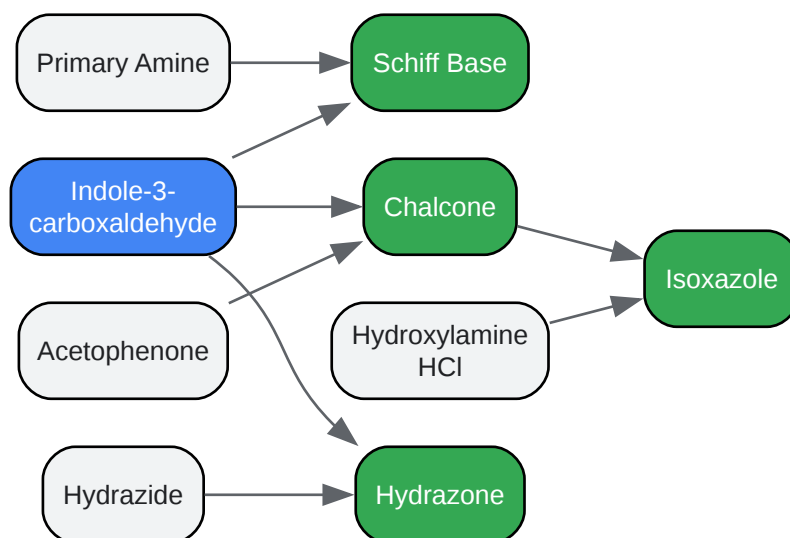 Primary Amine
Schiff Base
Indole-3-
carboxaldehyde
Chalcone
Isoxazole
Acetophenone
Hydroxylamine
HCl
Hydrazide
Hydrazone